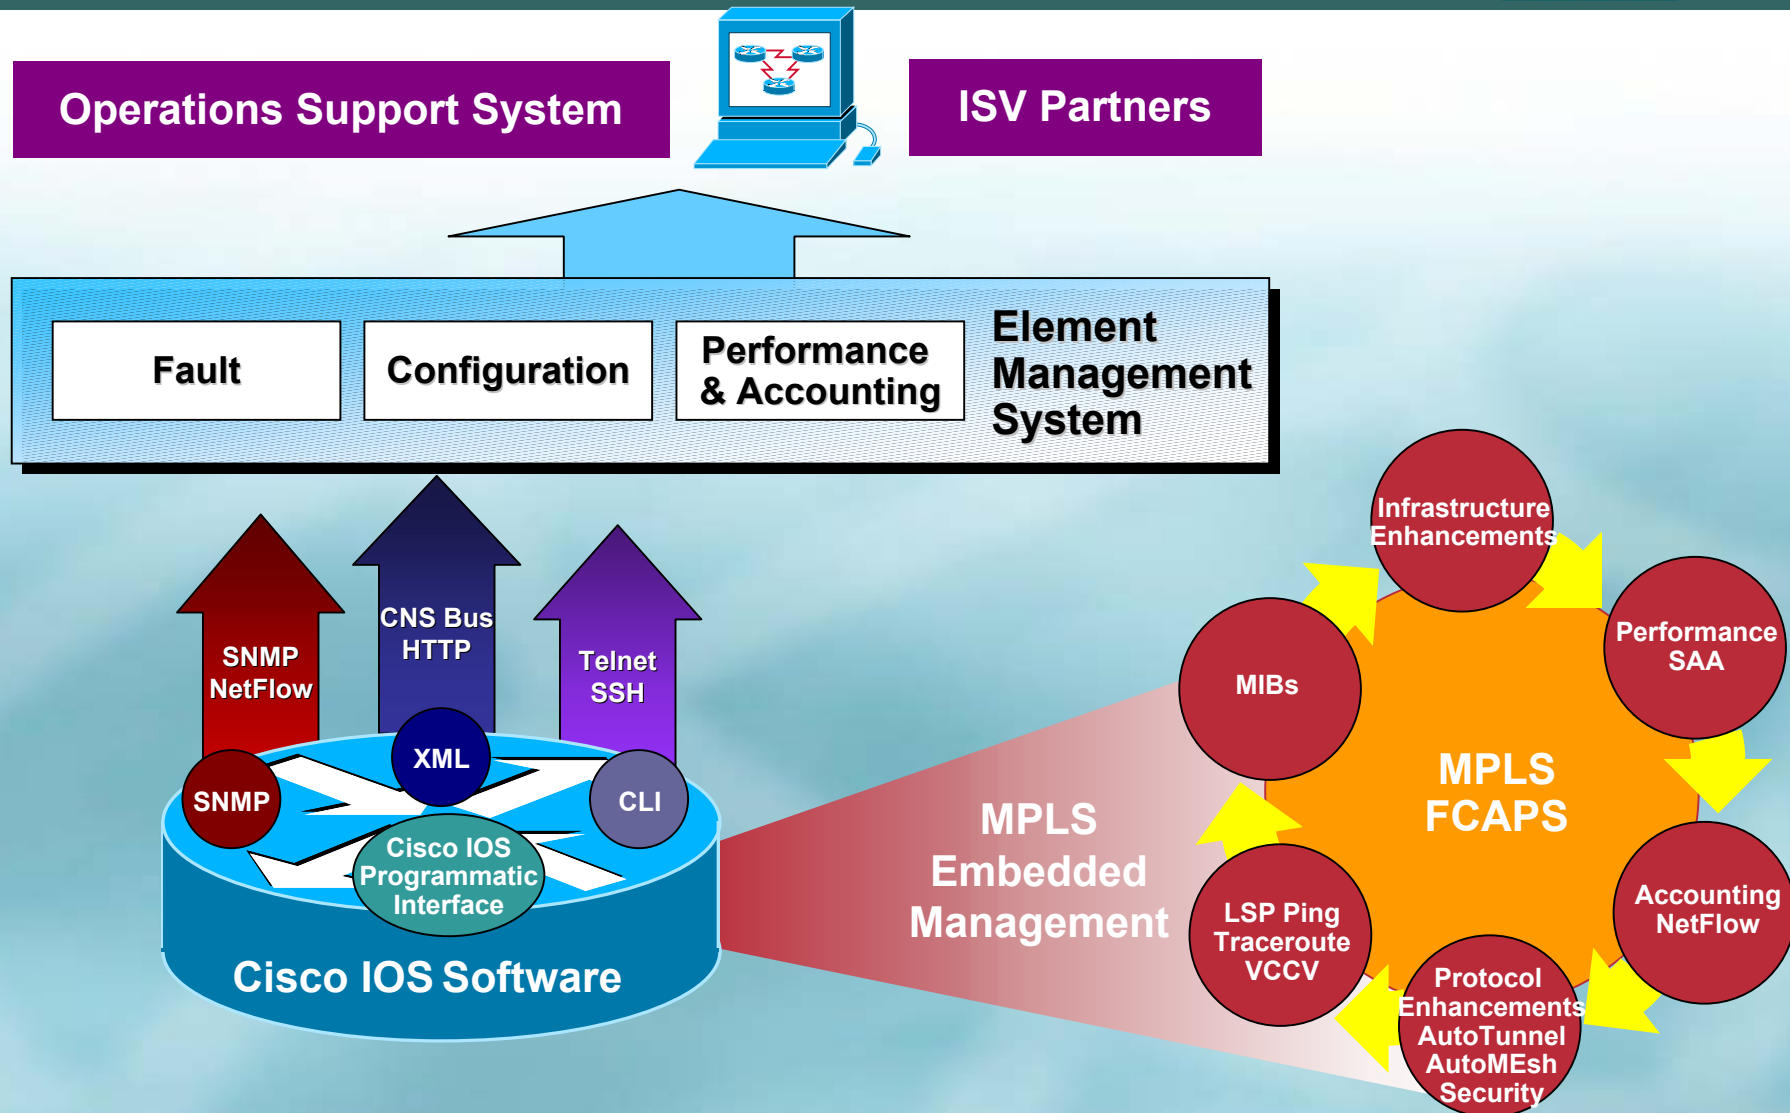 Operations Support System
ISV Partners
Fault
Configuration
Performance
& Accounting
Element
Management
System
SNMP
NetFlow
CNS Bus
HTTP
Telnet
SSH
SNMP
XML
CLI
Cisco IOS
Programmatic
Interface
Cisco IOS Software
MPLS
Embedded
Management
MPLS
FCAPS
Infrastructure
Enhancements
Performance
SAA
Accounting
NetFlow
Protocol
Enhancements
AutoTunnel
AutoMEsh
Security
LSP Ping
Traceroute
VCCV
MIBs